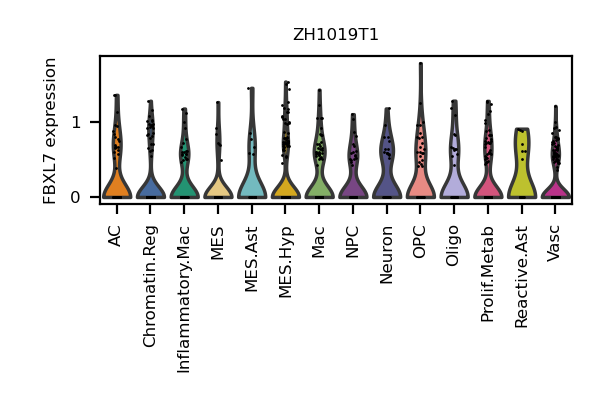 ZH1019T1
FBXL7 expression
1
0
AC
Chromatin.Reg
Inflammatory.Mac
MES
MES.Ast
MES.Hyp
Mac
NPC
Neuron
OPC
Oligo
Prolif.Metab
Reactive.Ast
Vasc